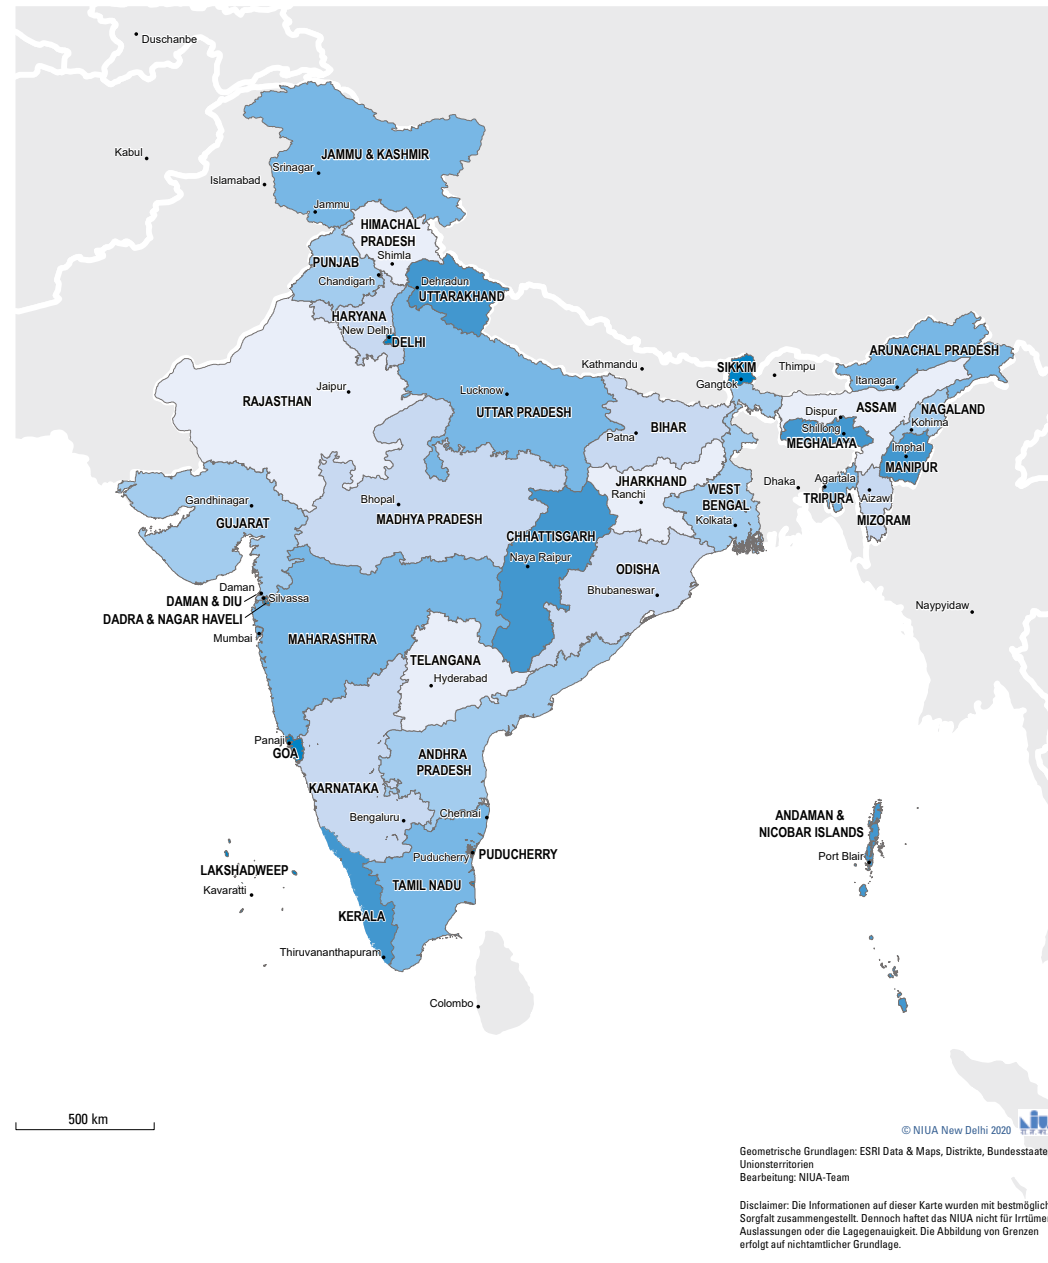 Duschanbe
Kabul
Islamabad
JAMMU & KASHMIR
Srinagar
Jammu
HIMACHAL
PRADESH
Shimla
PUNJAB
Chandigarh
Dehradun
UTTARAKHAND
HARYANA
New Delhi
DELHI
RAJASTHAN
Jaipur
Lucknow
UTTAR PRADESH
Kathmandu
SIKKIM
Gangtok
Thimpu
ARUNACHAL PRADESH
Itanagar
ASSAM
Dispur
NAGALAND
Kohima
Shillong
MEGHALAYA
Imphal
MANIPUR
BIHAR
Patna
JHARKHAND
Ranchi
WEST
BENGAL
Kolkata
Dhaka
Agartala
TRIPURA
Aizawl
MIZORAM
Gandhinagar
GUJARAT
Bhopal
MADHYA PRADESH
CHHATTISGARH
Naya Raipur
ODISHA
Bhubaneswar
Daman
DAMAN & DIU
Silvassa
DADRA & NAGAR HAVELI
Mumbai
MAHARASHTRA
Naypyidaw
TELANGANA
Hyderabad
Panaji
GOA
ANDHRA
PRADESH
KARNATAKA
Bengaluru
Chennai
Puducherry
PUDUCHERRY
ANDAMAN &
NICOBAR ISLANDS
Port Blair
LAKSHADWEEP
Kavaratti
TAMIL NADU
KERALA
Thiruvananthapuram
Colombo
500 km
© NIUA New Delhi 2020
Geometrische Grundlagen: ESRI Data & Maps, Distrikte, Bundesstaate
Unionsterritorien
Bearbeitung: NIUA-Team
Disclaimer: Die Informationen auf dieser Karte wurden mit bestmöglich
Sorgfalt zusammengestellt. Dennoch haftet das NIUA nicht für Irrtüme
Auslassungen oder die Lagegenauigkeit. Die Abbildung von Grenzen
erfolgt auf nichtamtlicher Grundlage.